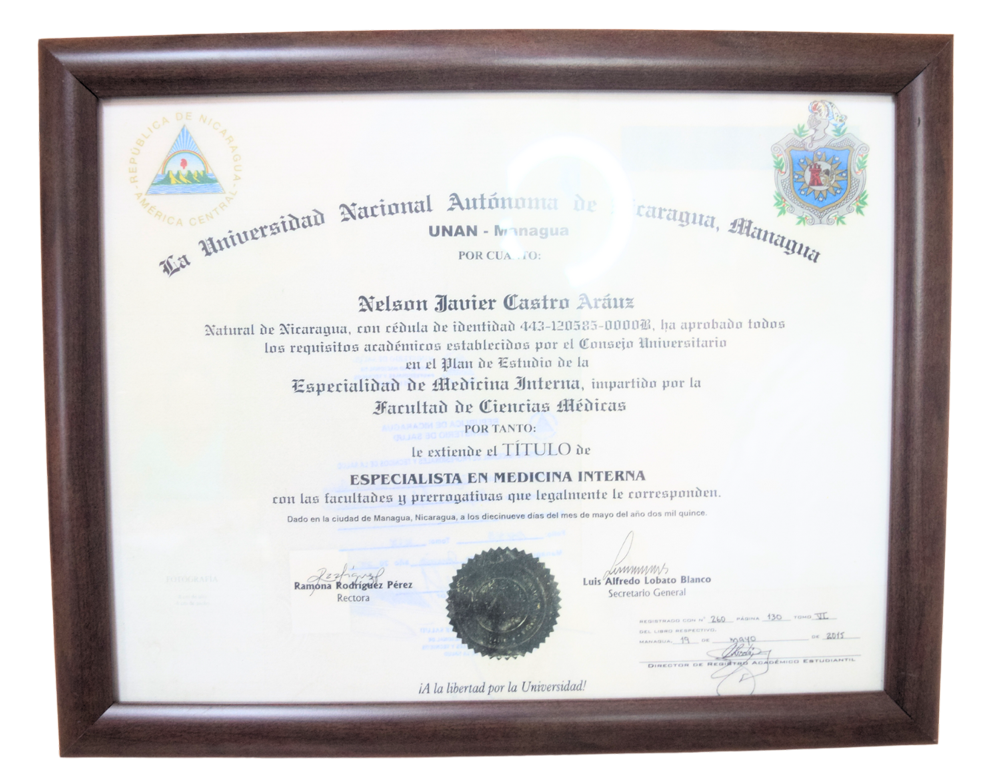 REPÚBLICA DE NICARAGUA
AMÉRICA CENTRAL
La Universidad Nacional Autónoma de Nicaragua, Managua
UNAN - Managua
POR CUANTO:
Nelson Javier Castro Aráuz
Natural de Nicaragua, con cédula de identidad 443-120585-0000B, ha aprobado todos
los requisitos académicos establecidos por el Consejo Universitario
en el Plan de Estudio de la
Especialidad de Medicina Interna, impartido por la
Facultad de Ciencias Médicas
POR TANTO:
le extiende el TÍTULO de
ESPECIALISTA EN MEDICINA INTERNA
con las facultades y prerrogativas que legalmente le corresponden.
Dado en la ciudad de Managua, Nicaragua, a los diecinueve días del mes de mayo del año dos mil quince.
Ramona Rodríguez Pérez
Rectora
Luis Alfredo Lobato Blanco
Secretario General
REGISTRADO CON N° 260 PÁGINA 130 TOMO VI
DEL LIBRO RESPECTIVO.
MANAGUA, 19 DE mayo DE 2015
DIRECTOR DE REGISTRO ACADÉMICO ESTUDIANTIL
¡A la libertad por la Universidad!